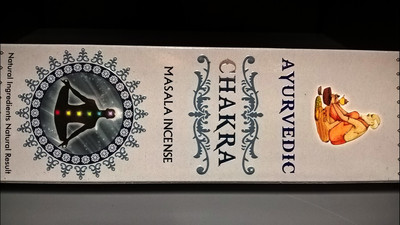 AYURVEDIC
CHAKRA
MASALA INCENSE
Natural Ingredients Natural Result